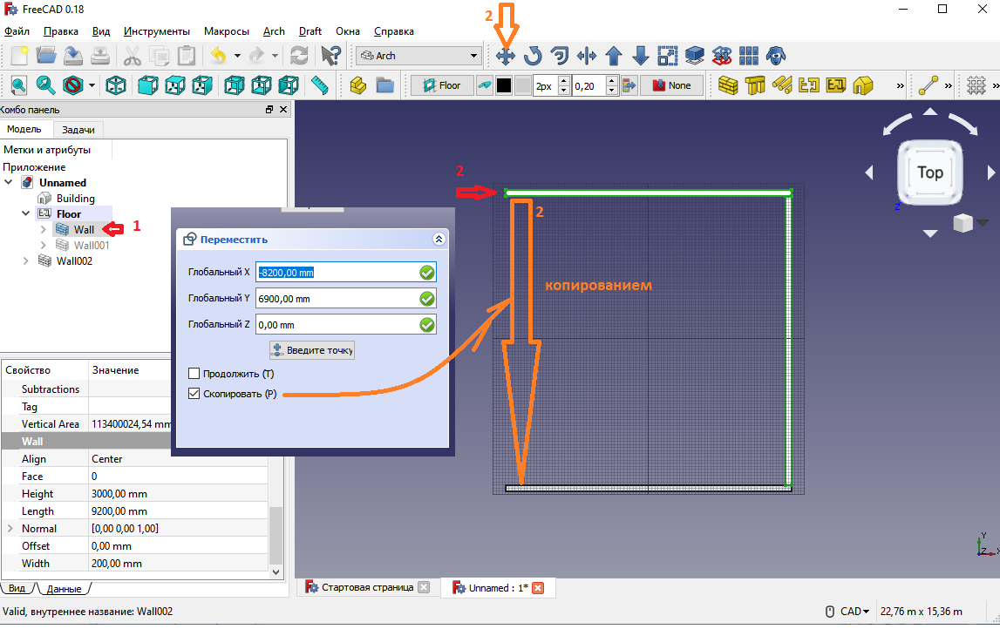 FreeCAD 0.18
Файл Правка Вид Инструменты Макросы Arch Draft Окна Справка
2
Arch
Floor 2px 0,20 None
Комбо панель
Модель Задачи
Метки и атрибуты
Приложение
Unnamed
Building
Floor
Wall 1
Wall001
Wall002
Переместить
Глобальный X -8200,00 mm
Глобальный Y 6900,00 mm
Глобальный Z 0,00 mm
Введите точку
Продолжить (T)
Скопировать (P)
2
2
копированием
Top
Z
Свойство Значение
Subtractions
Tag
Vertical Area 113400024,54 mm
Wall
Align Center
Face 0
Height 3000,00 mm
Length 9200,00 mm
Normal [0,00 0,00 1,00]
Offset 0,00 mm
Width 200,00 mm
Вид Данные
Y
Z X
Стартовая страница Unnamed : 1*
Valid, внутреннее название: Wall002 CAD 22,76 m x 15,36 m